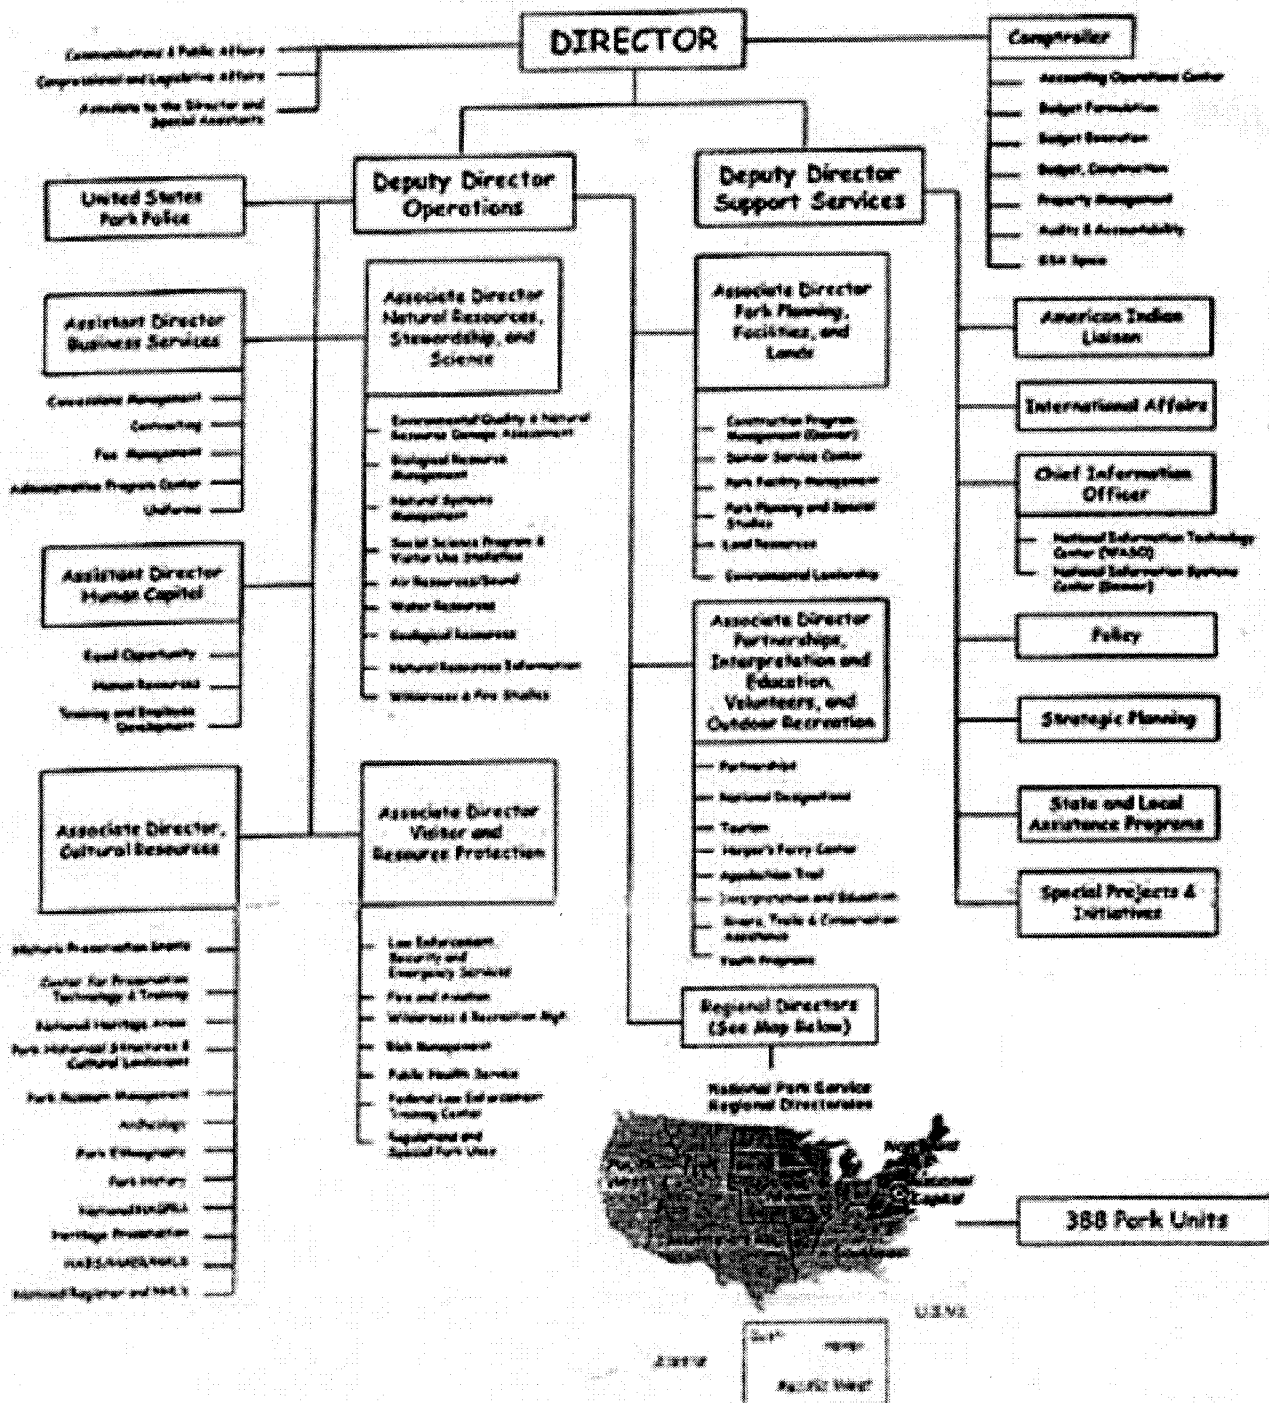 DIRECTOR
Communications & Public Affairs
Congressional and Legislative Affairs
Associate to the Director and
Special Assistants
Comptroller
Accounting Operations Center
Budget Formulation
Budget Execution
Budget, Construction
Property Management
Audits & Accountability
GSA Space
Deputy Director
Operations
Deputy Director
Support Services
United States
Park Police
Assistant Director
Business Services
Concessions Management
Contracting
Fee Management
Administrative Program Center
Uniforms
Assistant Director
Human Capital
Equal Opportunity
Human Resources
Training and Employee
Development
Associate Director,
Cultural Resources
Historic Preservation Grants
Center for Preservation
Technology & Training
National Heritage Areas
Park Historical Structures &
Cultural Landscapes
Park Museum Management
Archeology
Park Ethnography
Park History
National NAGPRA
Heritage Preservation
National Register and NHL's
Associate Director
Natural Resources,
Stewardship, and
Science
Environmental Quality & Natural
Resource Damage Assessment
Biological Resource
Management
Natural Systems
Management
Social Science Program &
Visitor Use Statistics
Air Resources/Sound
Water Resources
Geological Resources
Natural Resources Information
Wilderness & Fire Studies
Associate Director
Visitor and
Resource Protection
Law Enforcement,
Security and
Emergency Services
Fire and Aviation
Wilderness & Recreation Mgt.
Risk Management
Public Health Service
Federal Law Enforcement
Training Center
Regulations and
Special Park Uses
Associate Director
Park Planning,
Facilities, and
Lands
Construction Program
Management (Denver)
Denver Service Center
Park Facility Management
Park Planning and Special
Studies
Land Resources
Environmental Leadership
Associate Director
Partnerships,
Interpretation and
Education,
Volunteers, and
Outdoor Recreation
Partnerships
National Designations
Tourism
Harper's Ferry Center
Appalachian Trail
Interpretation and Education
Rivers, Trails & Conservation
Assistance
Youth Programs
Regional Directors
(See Map Below)
National Park Service
Regional Directorates
American Indian
Liaison
International Affairs
Chief Information
Officer
National Information Technology
Center (WASO)
National Information Systems
Center (Denver)
Policy
Strategic Planning
State and Local
Assistance Programs
Special Projects &
Initiatives
National
Capital
388 Park Units
Pacific West